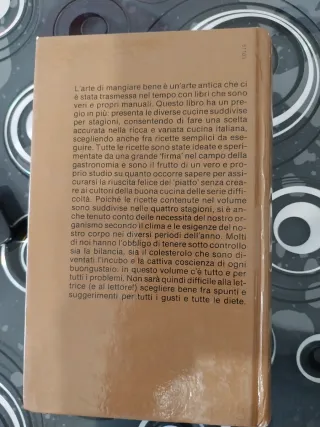 L'arte di mangiare bene è un'arte antica che ci
è stata trasmessa nel tempo con libri che sono
veri e propri manuali. Questo libro ha un pre-
gio in più: presenta le diverse cucine suddivise
per stagioni, consentendo di fare una scelta
accurata nella ricca e variata cucina italiana,
scegliendo anche fra ricette semplici da ese-
guire. Tutte le ricette sono state ideate e speri-
mentate da una grande 'firma' nel campo della
gastronomia e sono il frutto di un vero e pro-
prio studio su quanto occorre sapere per assi-
curarsi la riuscita felice del 'piatto' senza crea-
re ai cultori della buona cucina delle serie diffi-
coltà. Poiché le ricette contenute nel volume
sono suddivise nelle quattro stagioni, si è an-
che tenuto conto delle necessità del nostro or-
ganismo secondo il clima e le esigenze del no-
stro corpo nei diversi periodi dell'anno. Molti
di noi hanno l'obbligo di tenere sotto controllo
sia la bilancia, sia il colesterolo che sono di-
ventati l'incubo e la cattiva coscienza di ogni
buongustaio: in questo volume c'è tutto e per
tutti i problemi. Non sarà quindi difficile alla let-
trice (e al lettore!) scegliere bene fra spunti e
suggerimenti per tutti i gusti e tutte le diete.